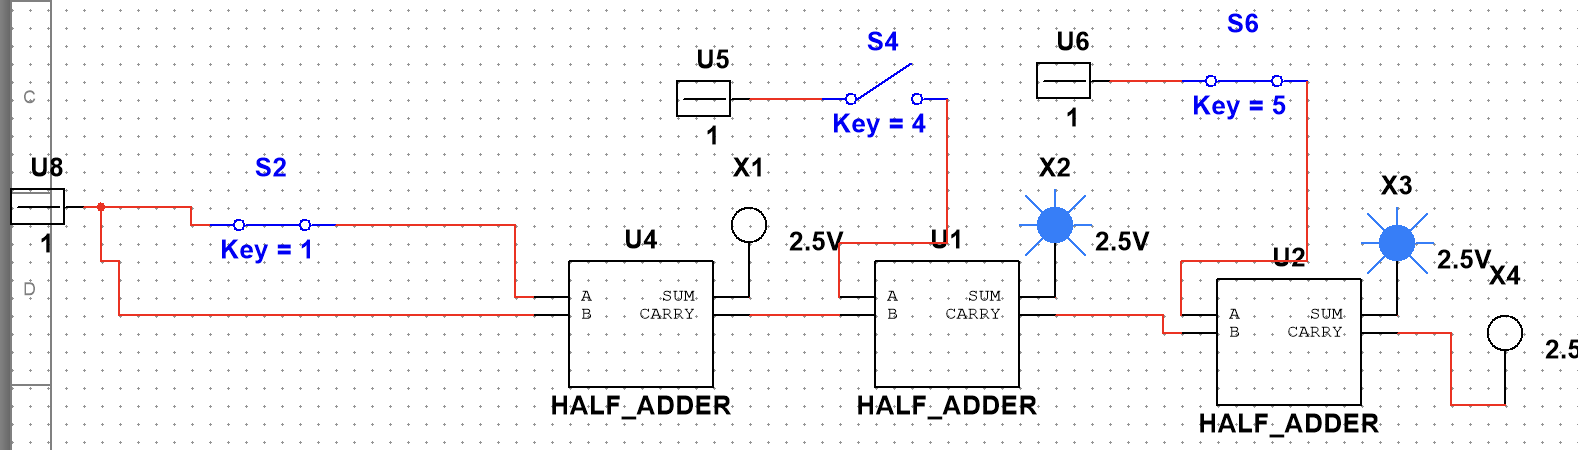 S6
S4
U6
U5
C
Key = 5
Key = 4
1
1
U8
S2
X1
X2
X3
1
Key = 1
U4
2.5V
U1
2.5V
U2
2.5V
X4
D
A SUM
B CARRY
A SUM
B CARRY
A SUM
B CARRY
2.5
HALF_ADDER
HALF_ADDER
HALF_ADDER